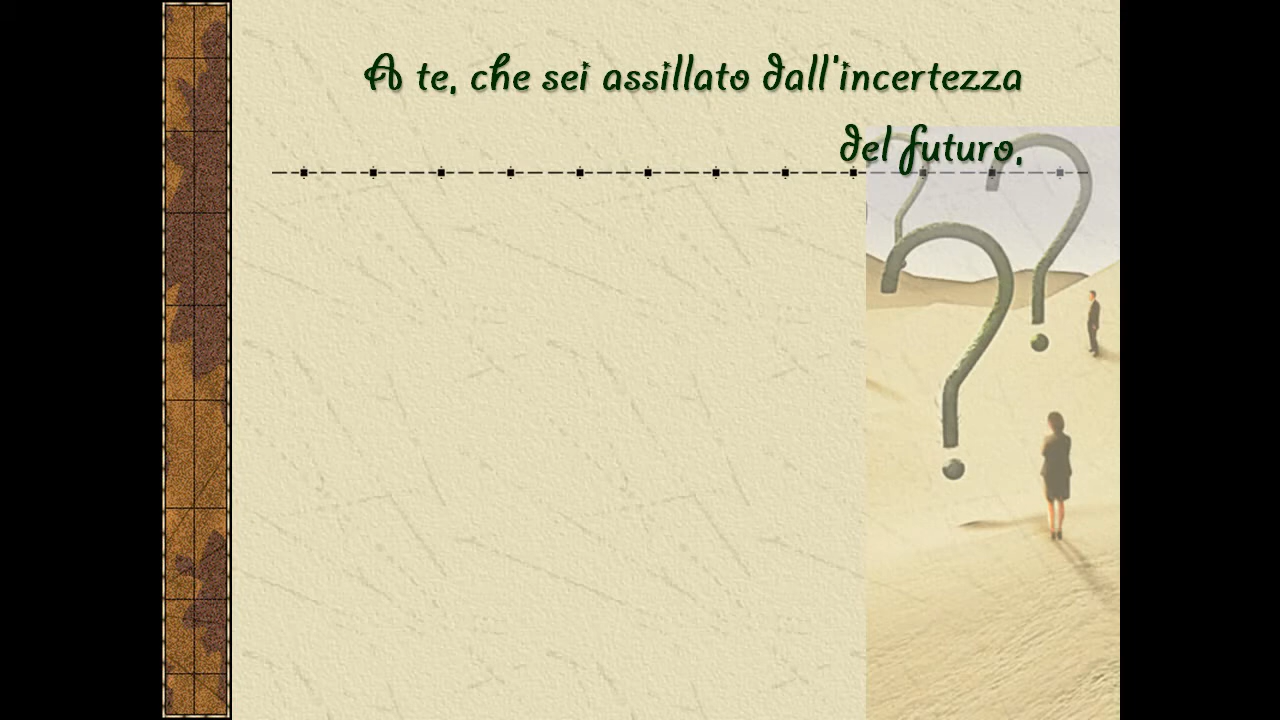 A te, che sei assillato dall'incertezza
del futuro,